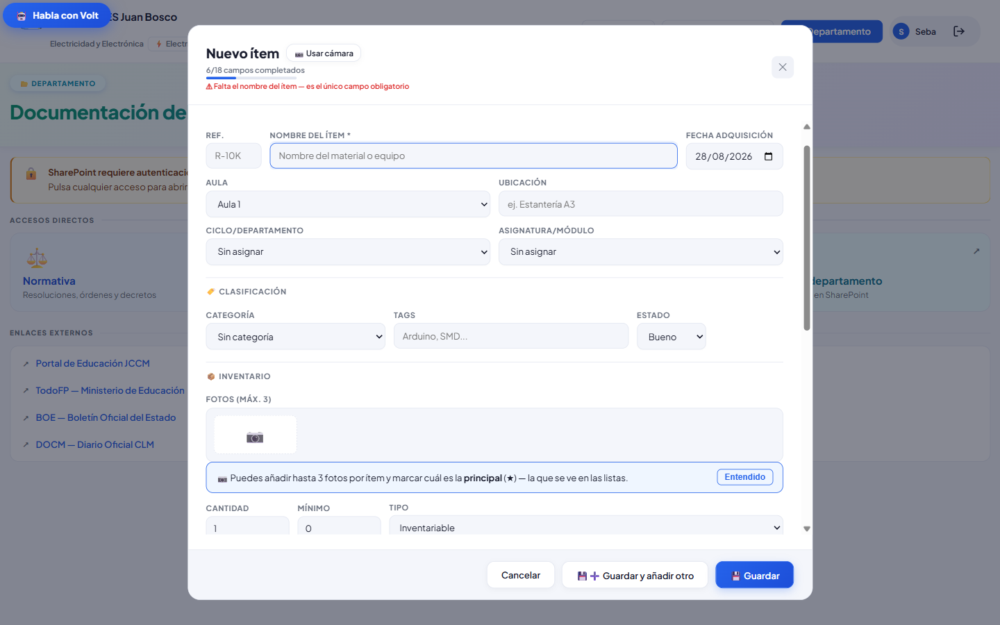 Habla con Volt
ES Juan Bosco
Electricidad y Electrónica
Electr
Departamento
S
Seba
DEPARTAMENTO
Documentación de
SharePoint requiere autenticaci
Pulsa cualquier acceso para abrir
ACCESOS DIRECTOS
Normativa
Resoluciones, órdenes y decretos
departamento
en SharePoint
ENLACES EXTERNOS
Portal de Educación JCCM
TodoFP — Ministerio de Educación
BOE — Boletín Oficial del Estado
DOCM — Diario Oficial CLM
Nuevo ítem
Usar cámara
6/18 campos completados
Falta el nombre del ítem — es el único campo obligatorio
REF.
NOMBRE DEL ÍTEM *
FECHA ADQUISICIÓN
R-10K
Nombre del material o equipo
28/08/2026
AULA
UBICACIÓN
Aula 1
ej. Estantería A3
CICLO/DEPARTAMENTO
ASIGNATURA/MÓDULO
Sin asignar
Sin asignar
CLASIFICACIÓN
CATEGORÍA
TAGS
ESTADO
Sin categoría
Arduino, SMD...
Bueno
INVENTARIO
FOTOS (MÁX. 3)
Puedes añadir hasta 3 fotos por ítem y marcar cuál es la principal (★) — la que se ve en las listas.
Entendido
CANTIDAD
MÍNIMO
TIPO
1
0
Inventariable
Cancelar
Guardar y añadir otro
Guardar